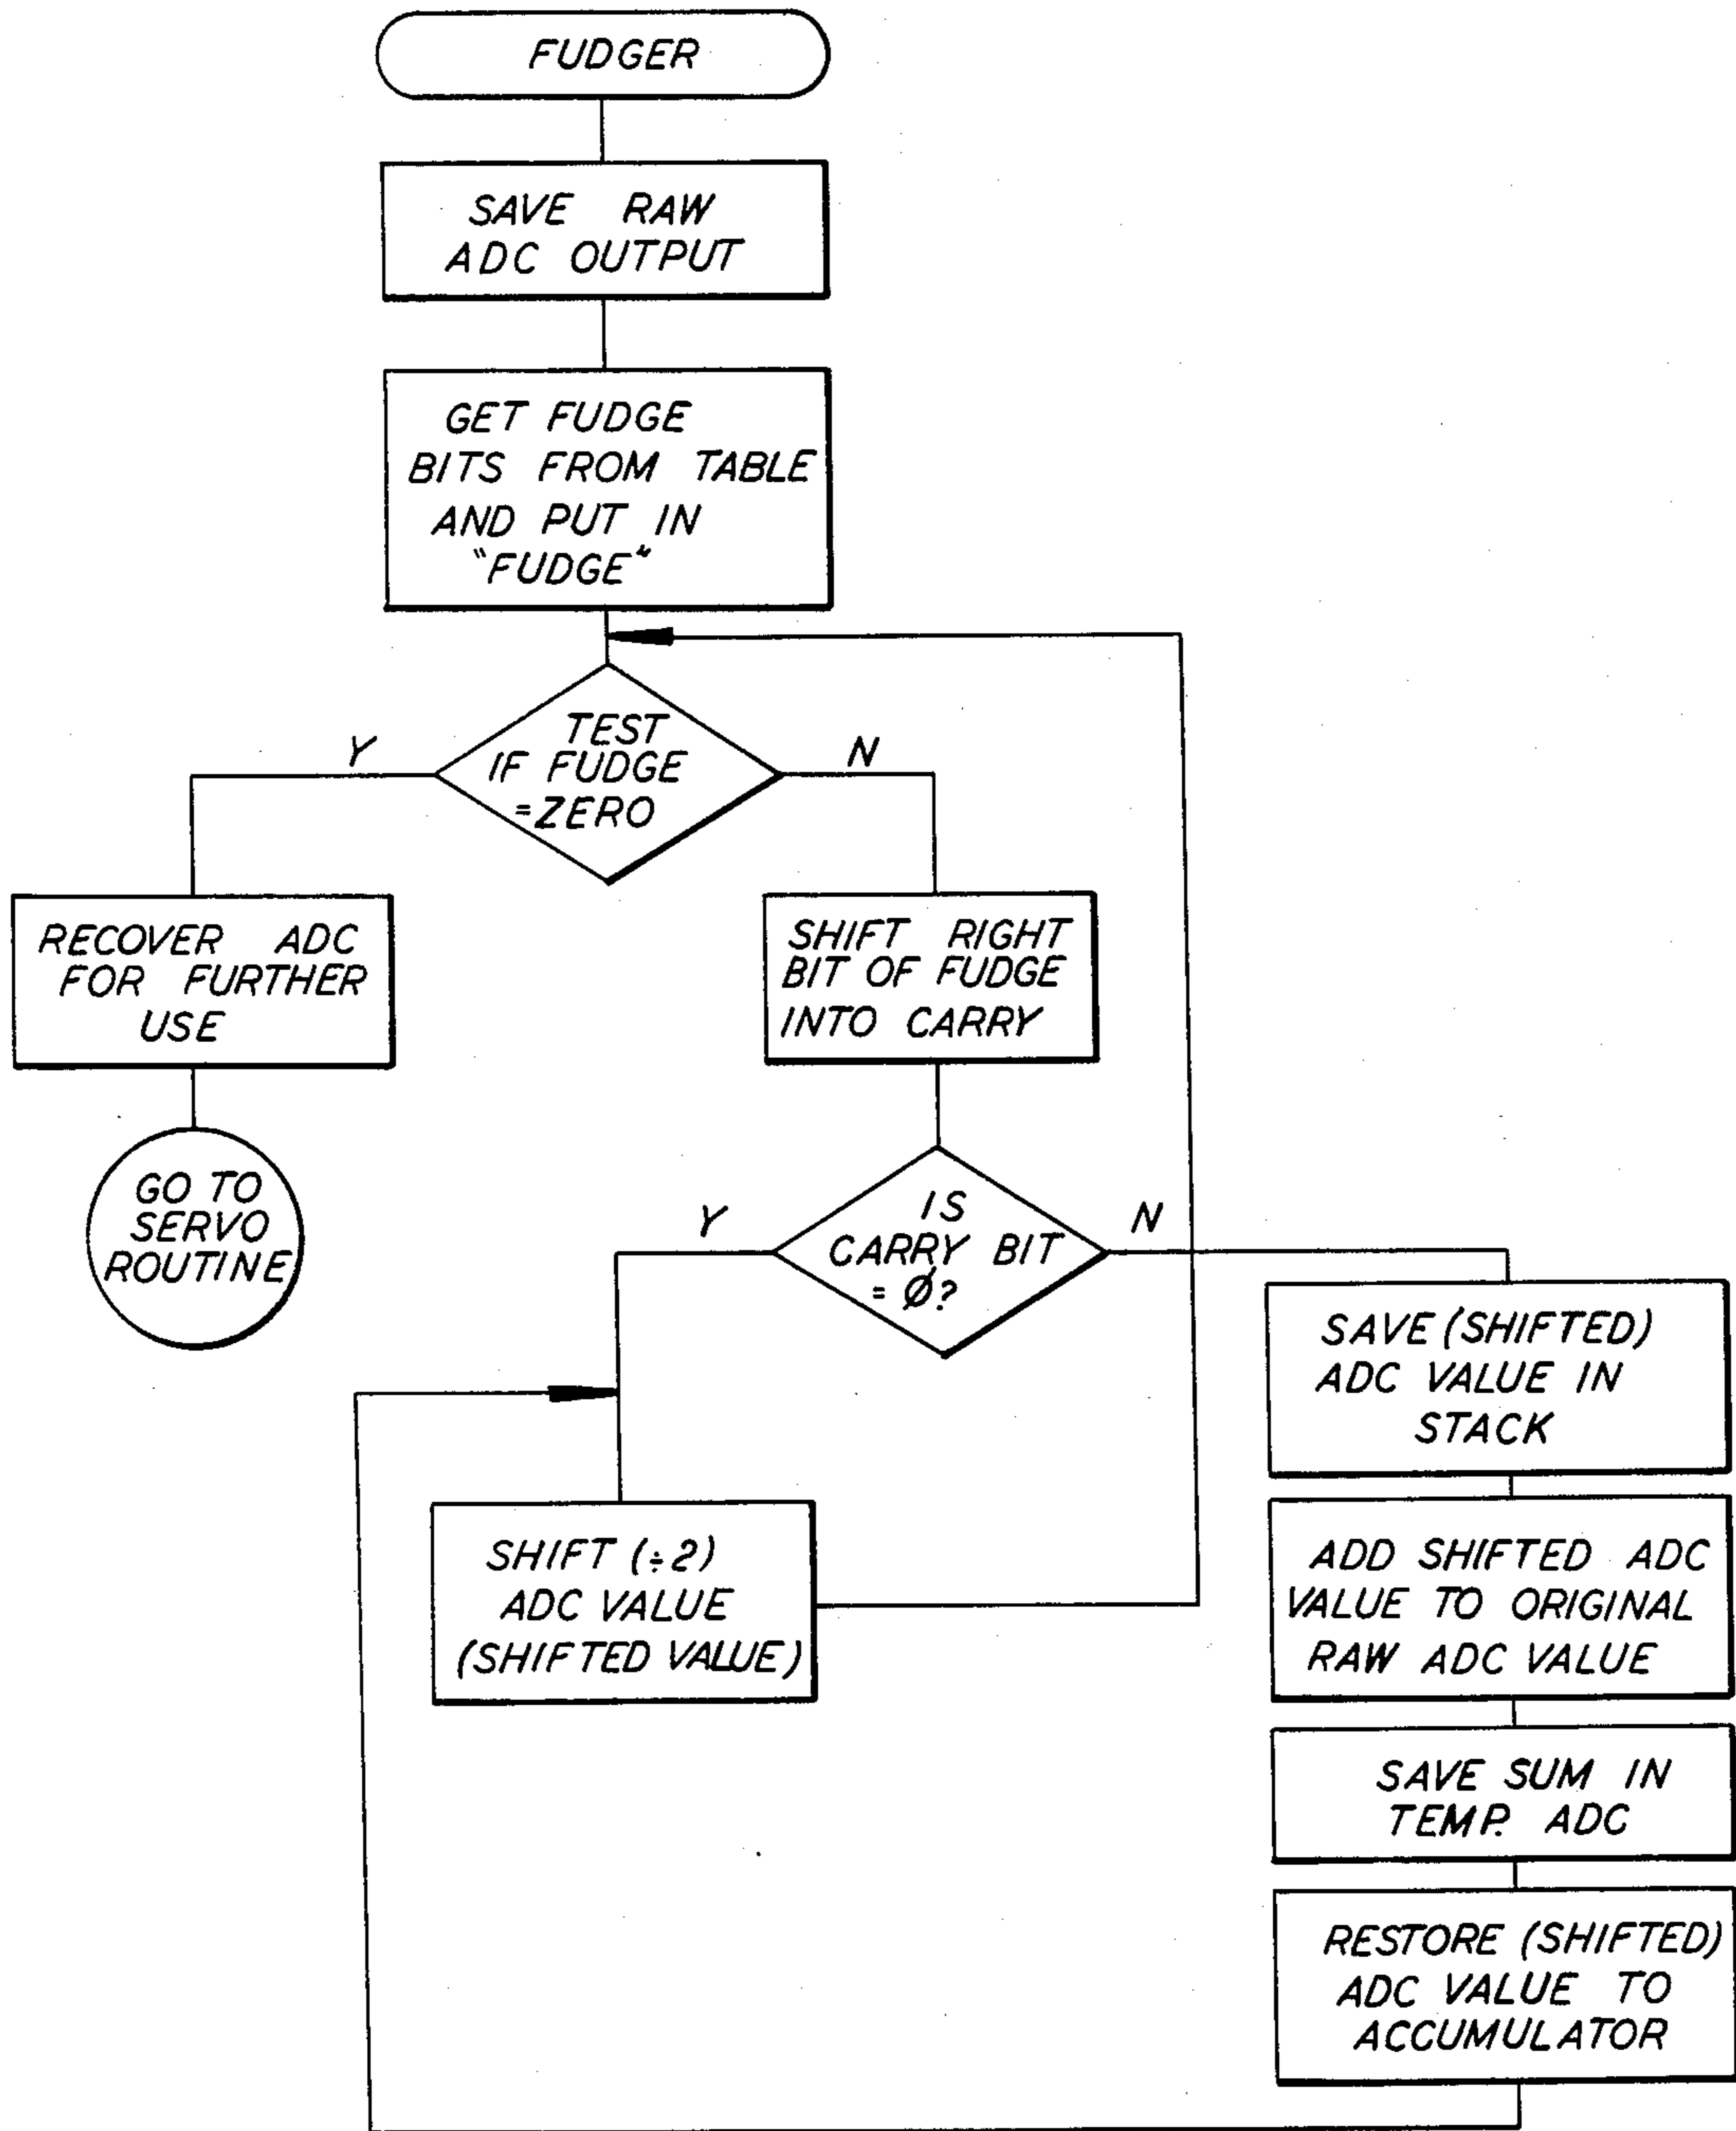 FUDGER
SAVE RAW
ADC OUTPUT
GET FUDGE
BITS FROM TABLE
AND PUT IN
"FUDGE"
TEST
IF FUDGE
=ZERO
Y
N
RECOVER ADC
FOR FURTHER
USE
GO TO
SERVO
ROUTINE
SHIFT RIGHT
BIT OF FUDGE
INTO CARRY
IS
CARRY BIT
= Ø?
Y
N
SHIFT (÷2)
ADC VALUE
(SHIFTED VALUE)
SAVE (SHIFTED)
ADC VALUE IN
STACK
ADD SHIFTED ADC
VALUE TO ORIGINAL
RAW ADC VALUE
SAVE SUM IN
TEMP. ADC
RESTORE (SHIFTED)
ADC VALUE TO
ACCUMULATOR